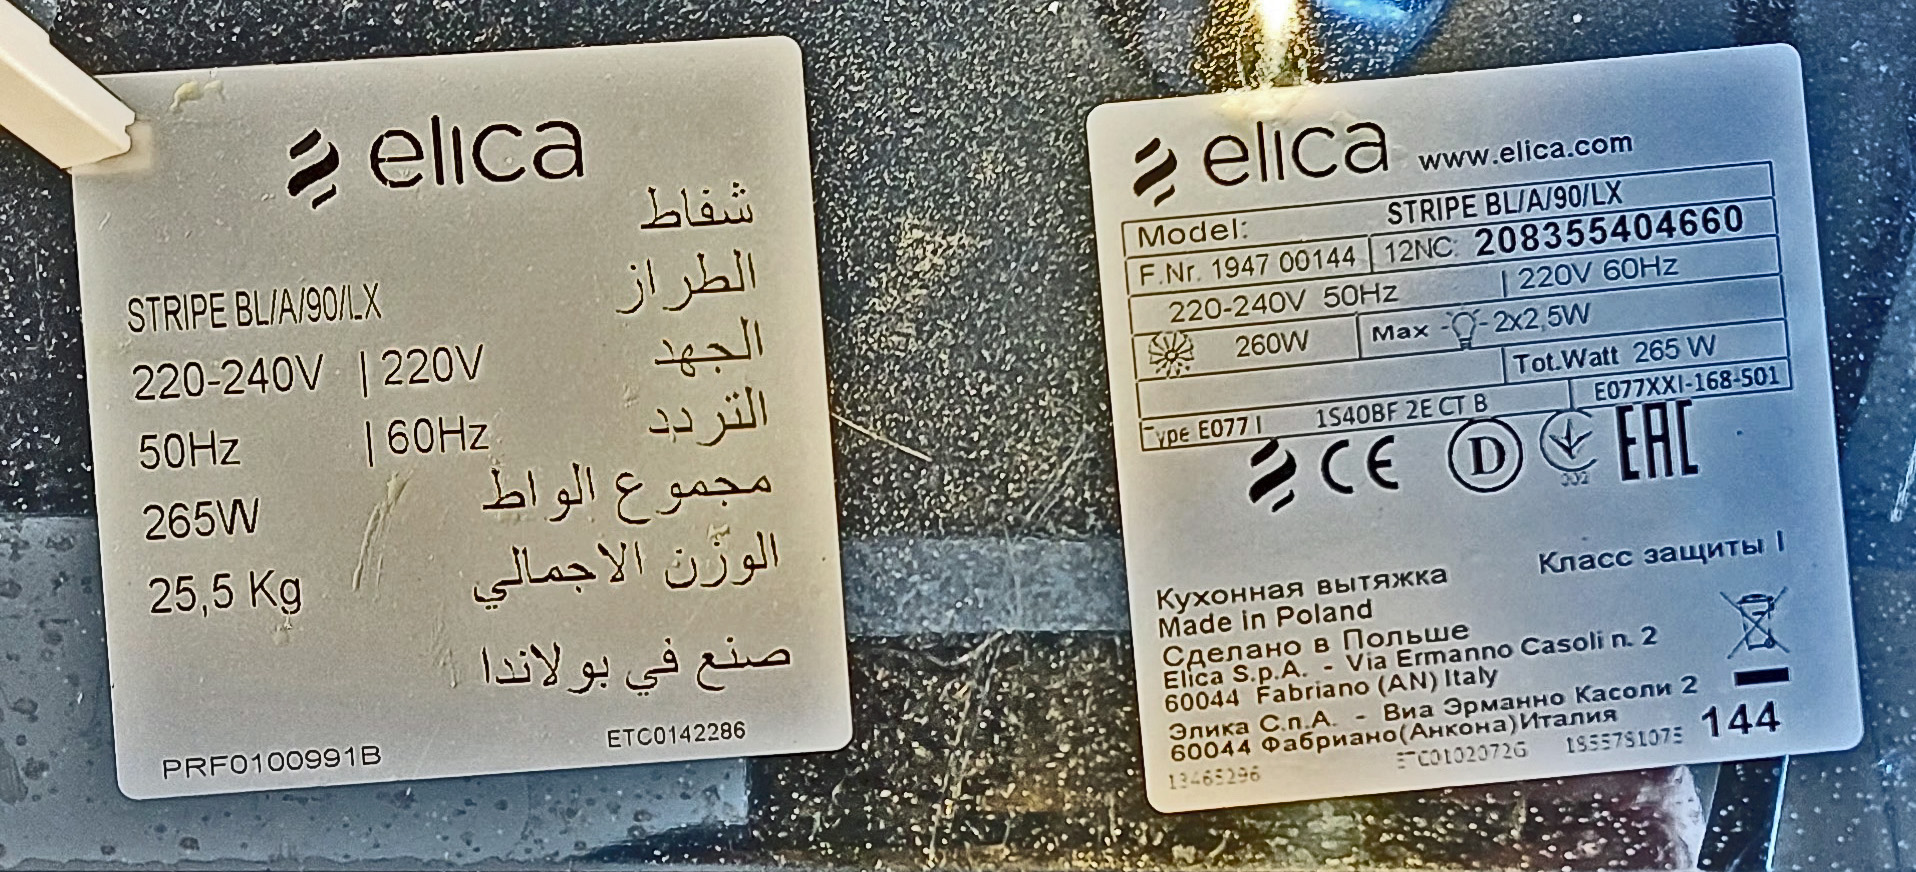 elica
شفاط
STRIPE BL/A/90/LX الطراز
220-240V | 220V الجهد
50Hz | 60Hz التردد
265W مجموع الواط
25,5 Kg الوزن الاجمالي
صنع في بولاندا
PRF0100991B ETC0142286
elica www.elica.com
Model: STRIPE BL/A/90/LX
F.Nr. 1947 00144 12NC: 208355404660
220-240V 50Hz | 220V 60Hz
260W Max 2x2,5W
Tot.Watt 265 W
Type E077 I 1S40BF 2E CT B E077XXI-168-S01
CE D EAC
Класс защиты I
Кухонная вытяжка
Made in Poland
Сделано в Польше
Elica S.p.A. - Via Ermanno Casoli n. 2
60044 Fabriano (AN) Italy
Элика С.п.А. - Виа Эрманно Касоли 2
60044 Фабриано(Анкона)Италия
144
13465296